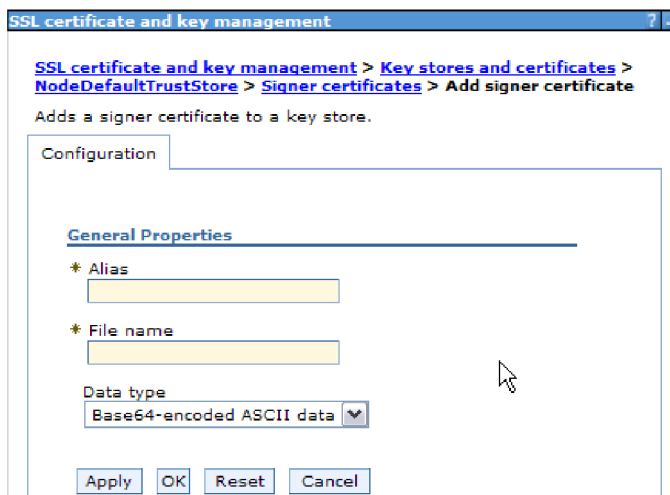 SSL certificate and key management ?
SSL certificate and key management > Key stores and certificates >
NodeDefaultTrustStore > Signer certificates > Add signer certificate
Adds a signer certificate to a key store.
Configuration
General Properties
* Alias
* File name
Data type
Base64-encoded ASCII data
Apply OK Reset Cancel